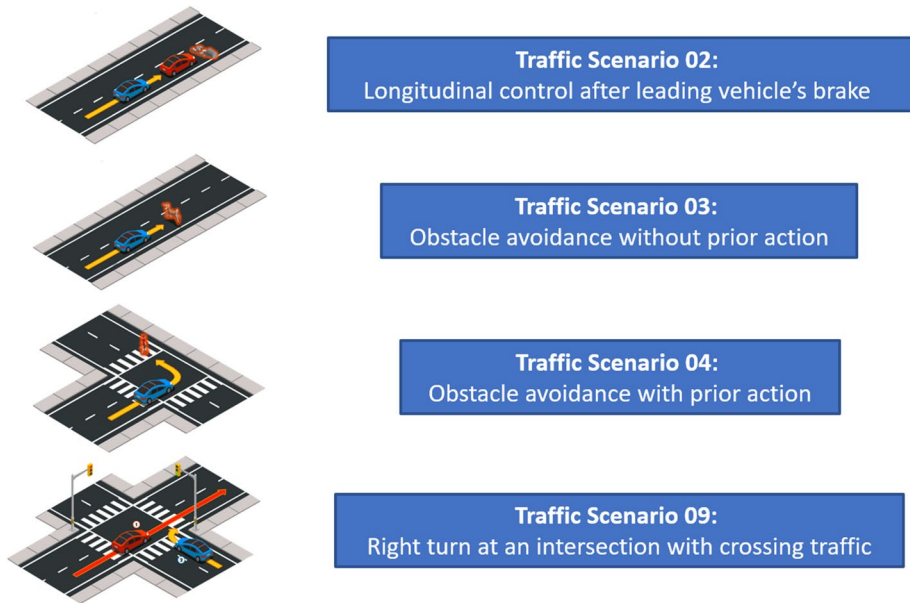 Traffic Scenario 02:
Longitudinal control after leading vehicle’s brake
Traffic Scenario 03:
Obstacle avoidance without prior action
Traffic Scenario 04:
Obstacle avoidance with prior action
Traffic Scenario 09:
Right turn at an intersection with crossing traffic